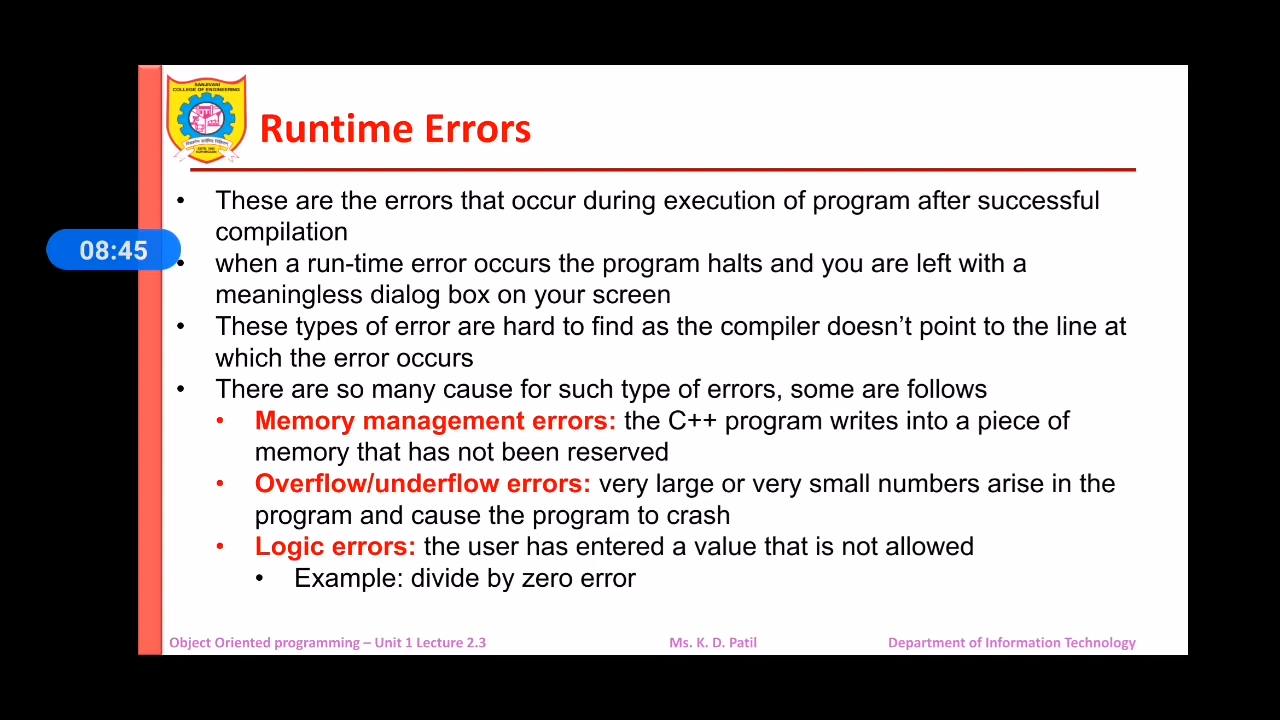 SANJIVANI
COLLEGE OF ENGINEERING
Runtime Errors
• These are the errors that occur during execution of program after successful
compilation
08:45
• when a run-time error occurs the program halts and you are left with a
meaningless dialog box on your screen
• These types of error are hard to find as the compiler doesn’t point to the line at
which the error occurs
• There are so many cause for such type of errors, some are follows
• Memory management errors: the C++ program writes into a piece of
memory that has not been reserved
• Overflow/underflow errors: very large or very small numbers arise in the
program and cause the program to crash
• Logic errors: the user has entered a value that is not allowed
• Example: divide by zero error
Object Oriented programming – Unit 1 Lecture 2.3 Ms. K. D. Patil Department of Information Technology